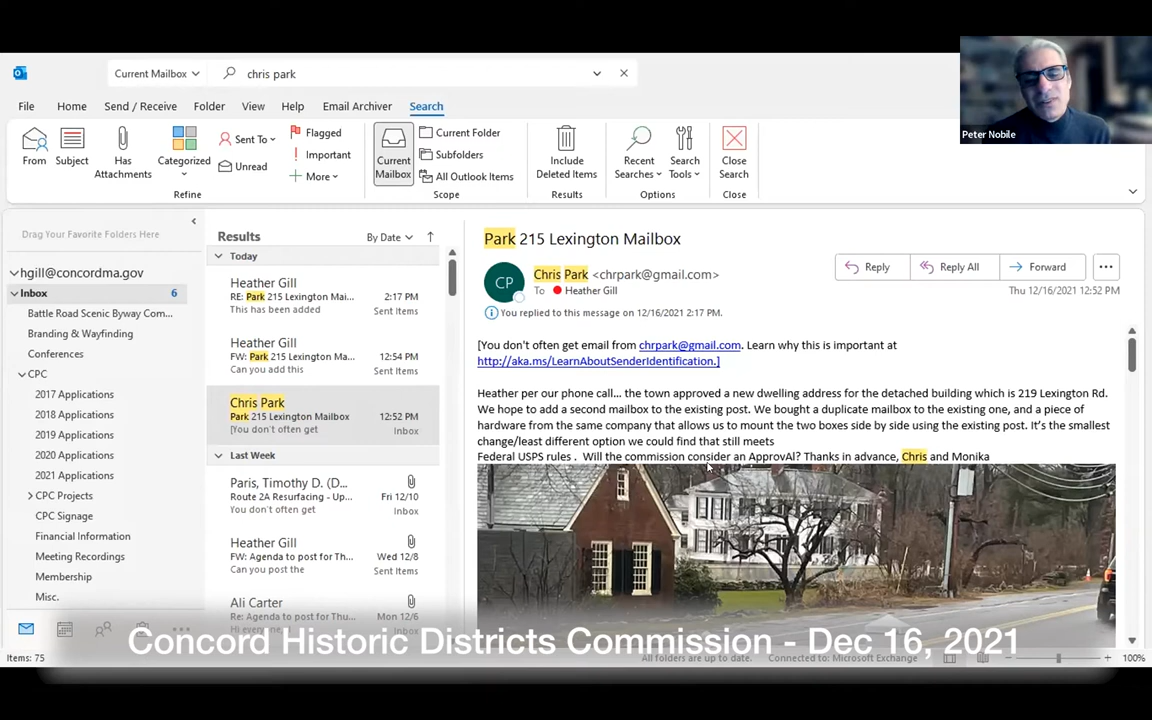 Current Mailbox
chris park
Peter Nobile
File Home Send / Receive Folder View Help Email Archiver Search
From
Subject
Has Attachments
Categorized
Sent To
Unread
Flagged
Important
More
Refine
Current Mailbox
Current Folder
Subfolders
All Outlook Items
Scope
Include Deleted Items
Results
Recent Searches
Search Tools
Options
Close Search
Close
Drag Your Favorite Folders Here
hgill@concordma.gov
Inbox 6
Battle Road Scenic Byway Com...
Branding & Wayfinding
Conferences
CPC
2017 Applications
2018 Applications
2019 Applications
2020 Applications
2021 Applications
CPC Projects
CPC Signage
Financial Information
Meeting Recordings
Membership
Misc.
Items: 75
Results By Date
Today
Heather Gill
RE: Park 215 Lexington Mai... 2:17 PM
This has been added Sent Items
Heather Gill
FW: Park 215 Lexington Ma... 12:54 PM
Can you add this Sent Items
Chris Park
Park 215 Lexington Mailbox 12:52 PM
[You don't often get Inbox
Last Week
Paris, Timothy D. (D...
Route 2A Resurfacing - Up... Fri 12/10
You don't often get Inbox
Heather Gill
FW: Agenda to post for Th... Wed 12/8
Can you post the Sent Items
Ali Carter
Re: Agenda to post for Thu... Mon 12/6
Park 215 Lexington Mailbox
CP
Chris Park <chrpark@gmail.com>
To Heather Gill
Reply Reply All Forward
Thu 12/16/2021 12:52 PM
You replied to this message on 12/16/2021 2:17 PM.
[You don't often get email from chrpark@gmail.com. Learn why this is important at
http://aka.ms/LearnAboutSenderIdentification.]
Heather per our phone call... the town approved a new dwelling address for the detached building which is 219 Lexington Rd.
We hope to add a second mailbox to the existing post. We bought a duplicate mailbox to the existing one, and a piece of
hardware from the same company that allows us to mount the two boxes side by side using the existing post. It's the smallest
change/least different option we could find that still meets
Federal USPS rules . Will the commission consider an ApprovAl? Thanks in advance, Chris and Monika
Concord Historic Districts Commission - Dec 16, 2021
All folders are up to date. Connected to: Microsoft Exchange 100%